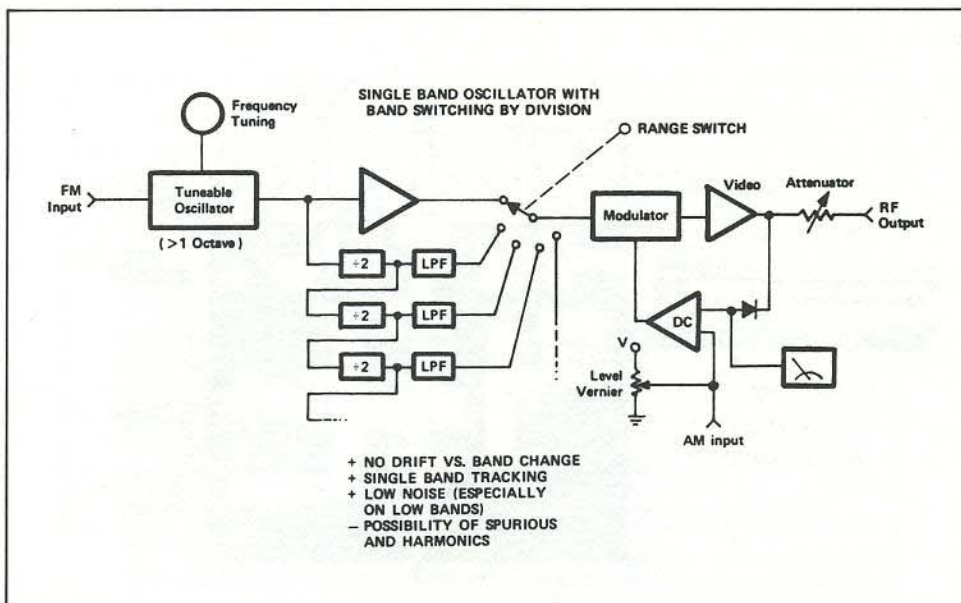 SINGLE BAND OSCILLATOR WITH
BAND SWITCHING BY DIVISION
Frequency
Tuning
RANGE SWITCH
FM
Input
Tuneable
Oscillator
(>1 Octave)
Modulator
Video
Attenuator
RF
Output
÷2
LPF
÷2
LPF
÷2
LPF
DC
V
Level
Vernier
AM input
+ NO DRIFT VS. BAND CHANGE
+ SINGLE BAND TRACKING
+ LOW NOISE (ESPECIALLY
ON LOW BANDS)
– POSSIBILITY OF SPURIOUS
AND HARMONICS